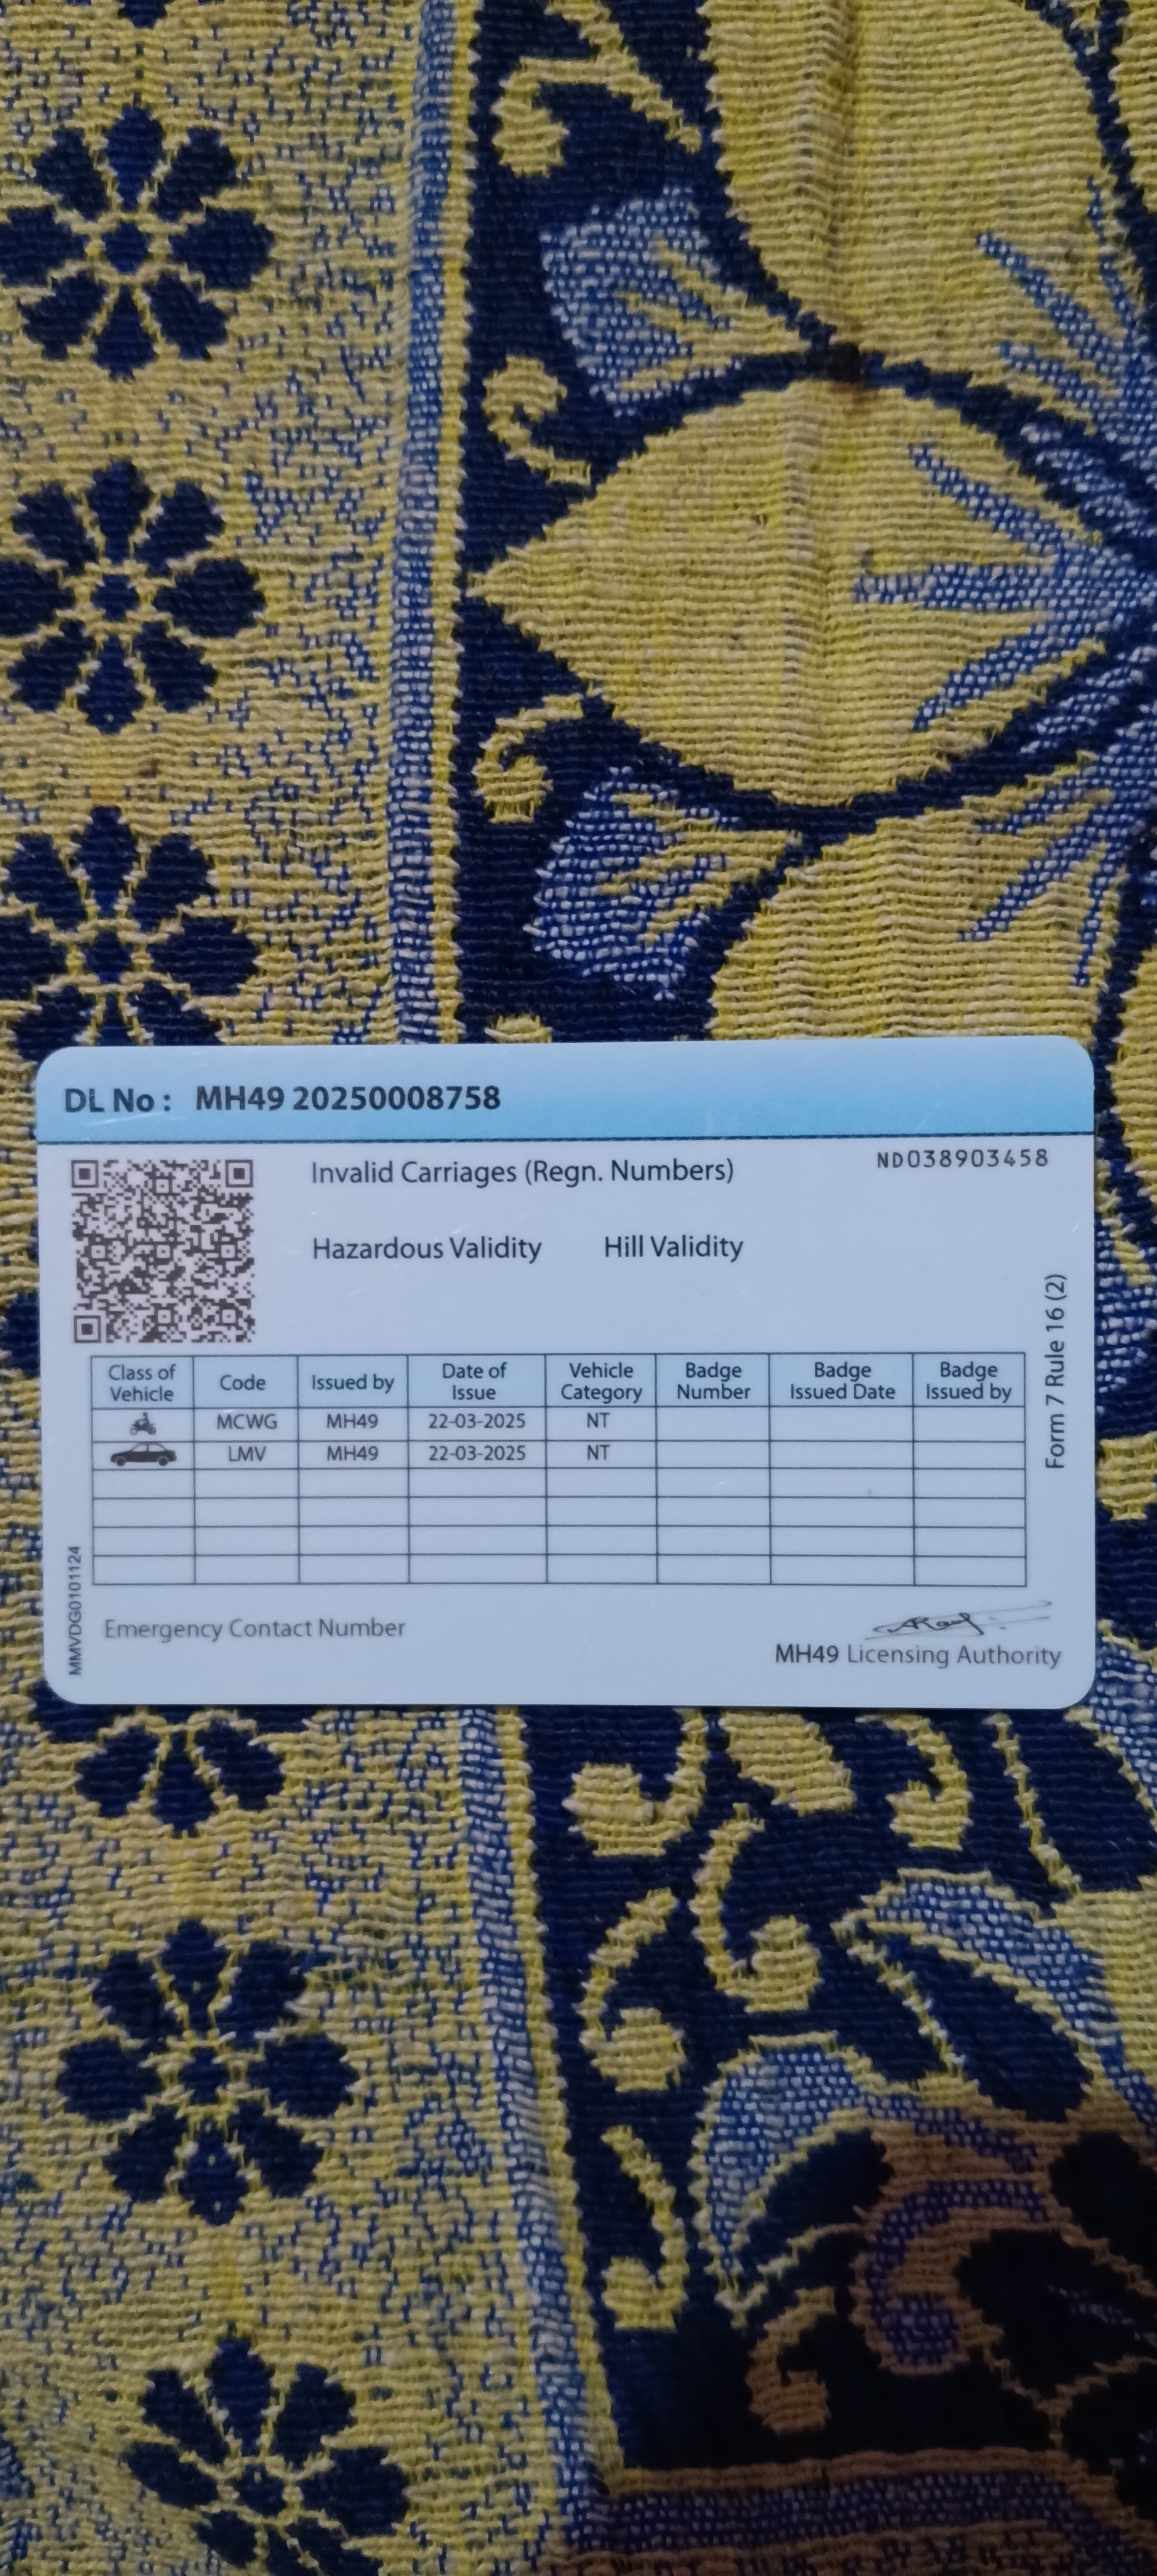 DL No : MH49 20250008758
Invalid Carriages (Regn. Numbers)
ND038903458
Hazardous Validity Hill Validity
Form 7 Rule 16 (2)
Class of Vehicle Code Issued by Date of Issue Vehicle Category Badge Number Badge Issued Date Badge Issued by
MCWG MH49 22-03-2025 NT
LMV MH49 22-03-2025 NT
MMVDG0101124
Emergency Contact Number
MH49 Licensing Authority